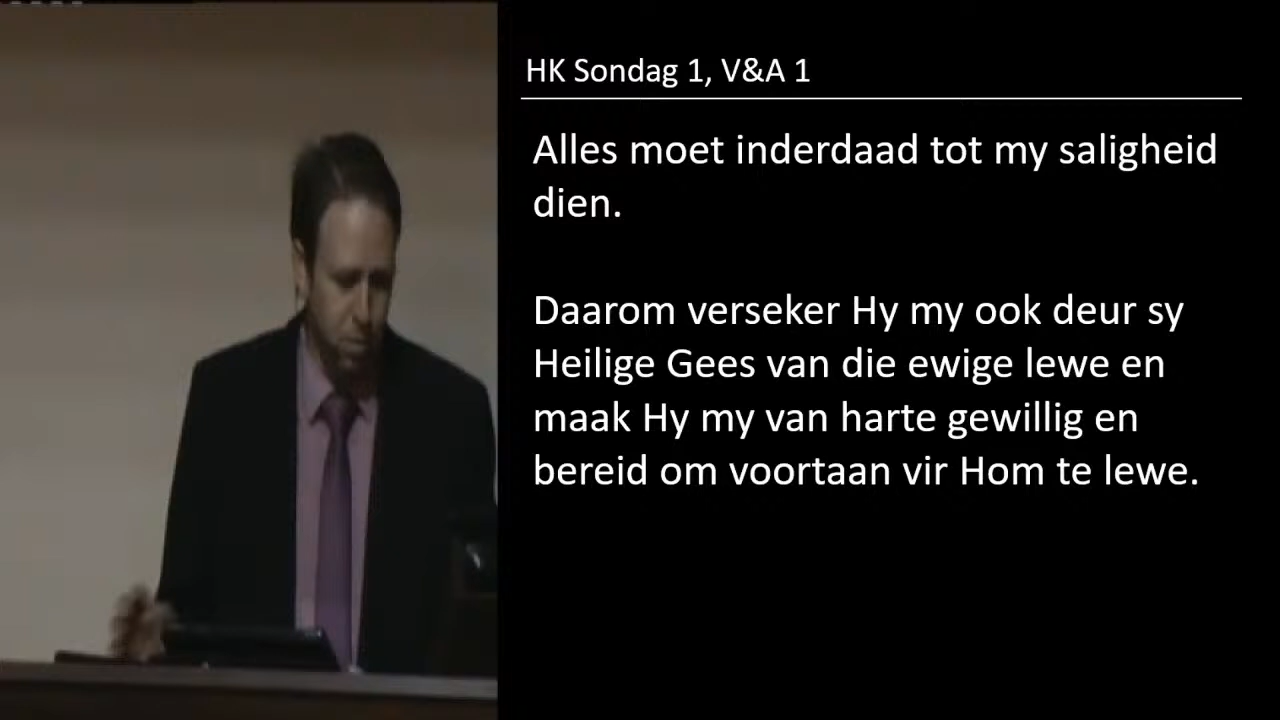 HK Sondag 1, V&A 1
Alles moet inderdaad tot my saligheid
dien.
Daarom verseker Hy my ook deur sy
Heilige Gees van die ewige lewe en
maak Hy my van harte gewillig en
bereid om voortaan vir Hom te lewe.